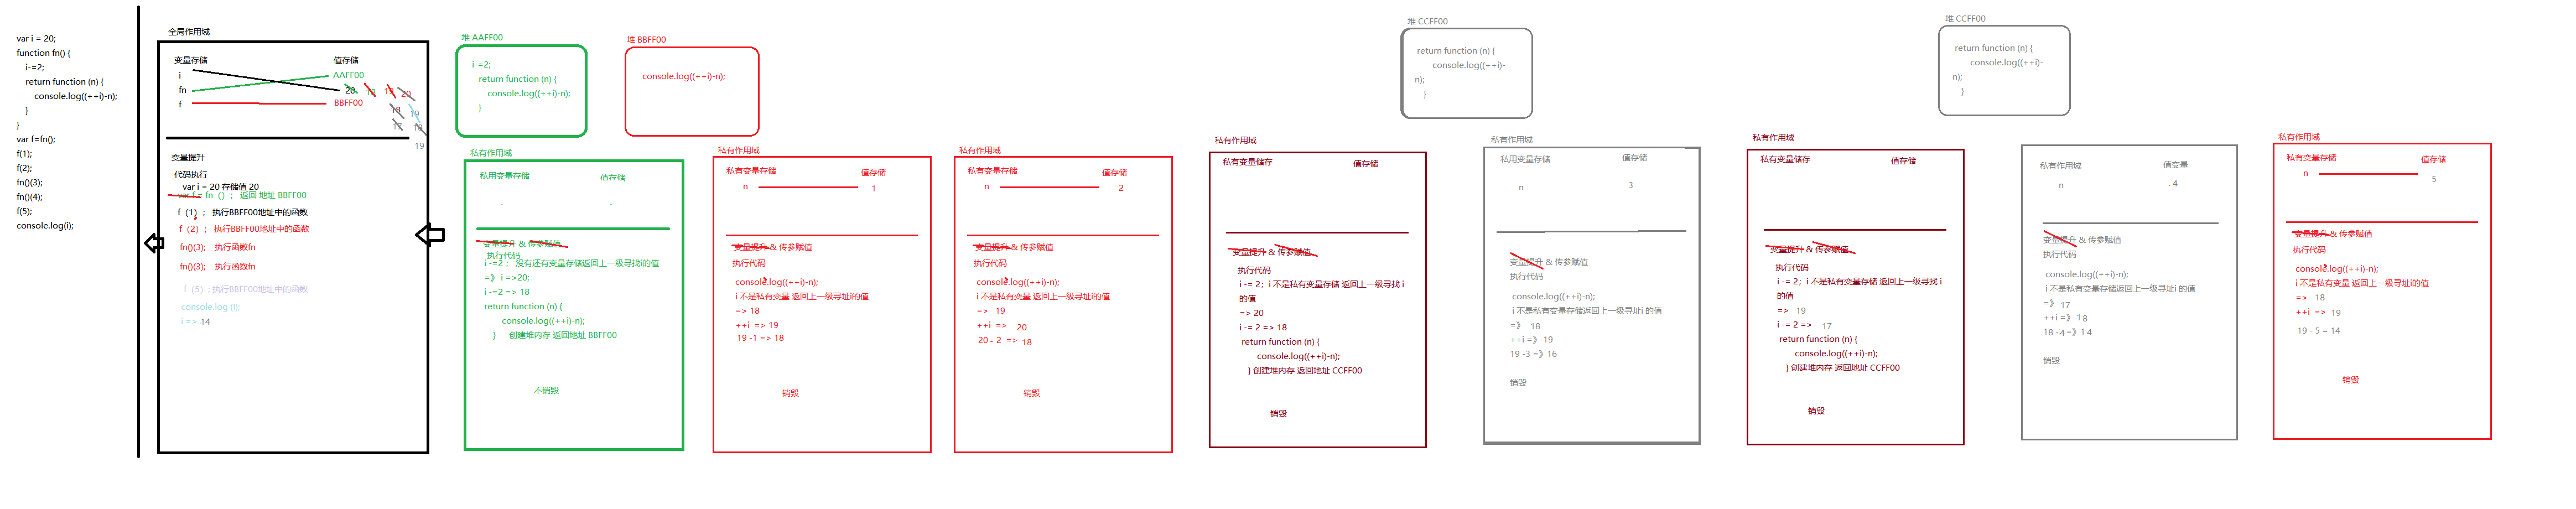 var i = 20;
function fn() {
i-=2;
return function (n) {
console.log((++i)-n);
}
}
var f=fn();
f(1);
f(2);
fn()(3);
fn()(4);
f(5);
console.log(i);
全局作用域
变量存储 值存储
i AAFF00
fn 20 18 19 20
f BBFF00
18 19
17 18
19
变量提升
代码执行
var i = 20 存储值 20
var f = fn（）； 返回 地址 BBFF00
f（1）； 执行BBFF00地址中的函数
f（2）； 执行BBFF00地址中的函数
fn()(3); 执行函数fn
fn()(3); 执行函数fn
f（5）; 执行BBFF00地址中的函数
console.log (I);
i => 14
堆 AAFF00
i-=2;
return function (n) {
console.log((++i)-n);
}
堆 BBFF00
console.log((++i)-n);
私有作用域
私用变量存储 值存储
变量提升 & 传参赋值
执行代码
i -=2； 没有还有变量存储返回上一级寻找i的值
=》 i =>20;
i -=2 => 18
return function (n) {
console.log((++i)-n);
} 创建堆内存 返回地址 BBFF00
不销毁
私有作用域
私有变量存储 值存储
n 1
变量提升 & 传参赋值
执行代码
console.log((++i)-n);
i 不是私有变量 返回上一级寻址i的值
=> 18
++i => 19
19 -1 => 18
销毁
私有作用域
私有变量存储 值存储
n 2
变量提升 & 传参赋值
执行代码
console.log((++i)-n);
i 不是私有变量 返回上一级寻址i的值
=> 19
++i => 20
20 - 2 => 18
销毁
堆 CCFF00
return function (n) {
console.log((++i)-
n);
}
私有作用域
私有变量储存 值存储
变量提升 & 传参赋值
执行代码
i -= 2；i 不是私有变量存储 返回上一级寻找 i
的值
=> 20
i -= 2 => 18
return function (n) {
console.log((++i)-n);
} 创建堆内存 返回地址 CCFF00
销毁
私有作用域
私用变量存储 值存储
n 3
变量提升 & 传参赋值
执行代码
console.log((++i)-n);
i 不是私有变量存储返回上一级寻址i 的值
=》 18
++i =》 19
19 -3 =》16
销毁
堆 CCFF00
return function (n) {
console.log((++i)-
n);
}
私有作用域
私有变量储存 值存储
变量提升 & 传参赋值
执行代码
i -= 2；i 不是私有变量存储 返回上一级寻找 i
的值
=> 19
i -= 2 => 17
return function (n) {
console.log((++i)-n);
} 创建堆内存 返回地址 CCFF00
销毁
私有作用域 值变量
n 4
变量提升 & 传参赋值
执行代码
console.log((++i)-n);
i 不是私有变量存储返回上一级寻址i 的值
=》 17
++i =》 18
18 -4 =》14
销毁
私有作用域
私有变量存储 值存储
n 5
变量提升 & 传参赋值
执行代码
console.log((++i)-n);
i 不是私有变量 返回上一级寻址i的值
=> 18
++i => 19
19 - 5 = 14
销毁